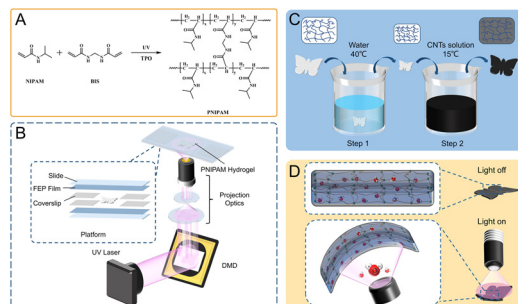 A
NIPAM
+
BIS
UV
TPO
PNIPAM
B
Slide
FEP Film
Coverslip
Platform
PNIPAM Hydrogel
Projection
Optics
UV Laser
DMD
C
Water
40℃
CNTs solution
15℃
Step 1
Step 2
D
Light off
Light on